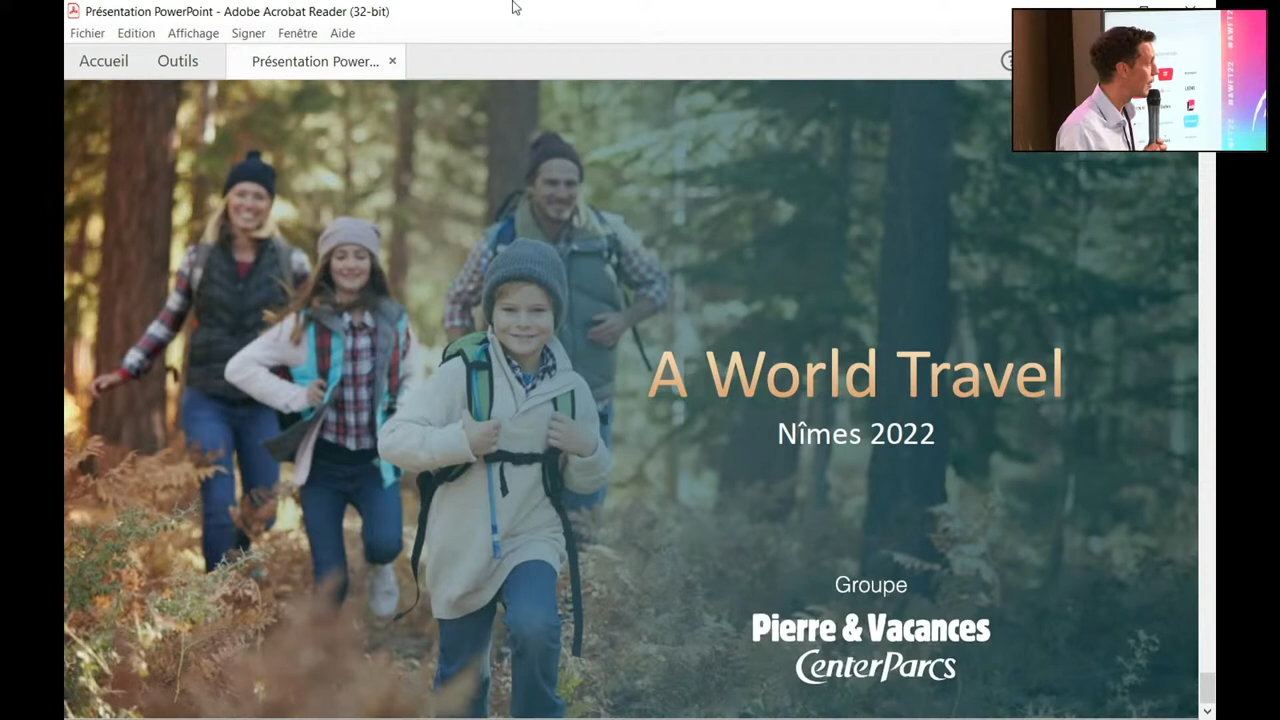 Présentation PowerPoint - Adobe Acrobat Reader (32-bit)
Fichier Edition Affichage Signer Fenêtre Aide
Accueil Outils Présentation Power... ×
A World Travel
Nîmes 2022
Groupe
Pierre & Vacances
CenterParcs
#AWFT22